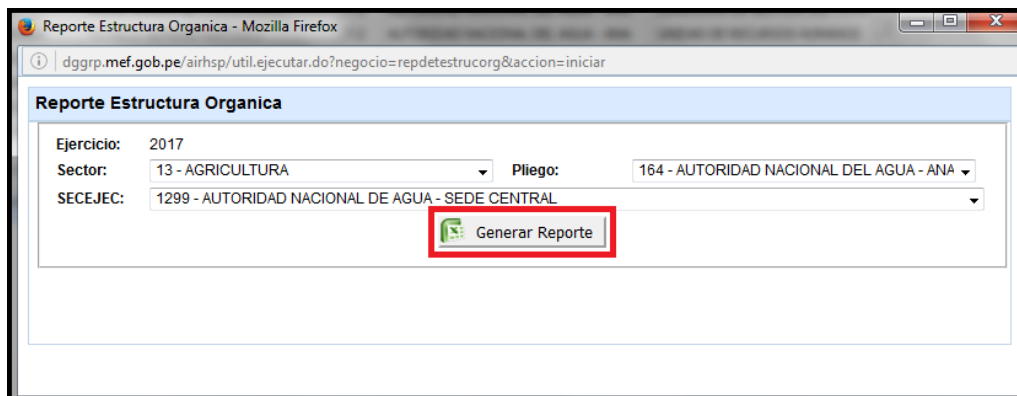 Reporte Estructura Organica - Mozilla Firefox
dggrp.mef.gob.pe/airhsp/util.ejecutar.do?negocio=repdetestrucorg&accion=iniciar
Reporte Estructura Organica
Ejercicio: 2017
Sector: 13 - AGRICULTURA Pliego: 164 - AUTORIDAD NACIONAL DEL AGUA - ANA
SECEJEC: 1299 - AUTORIDAD NACIONAL DE AGUA - SEDE CENTRAL
Generar Reporte